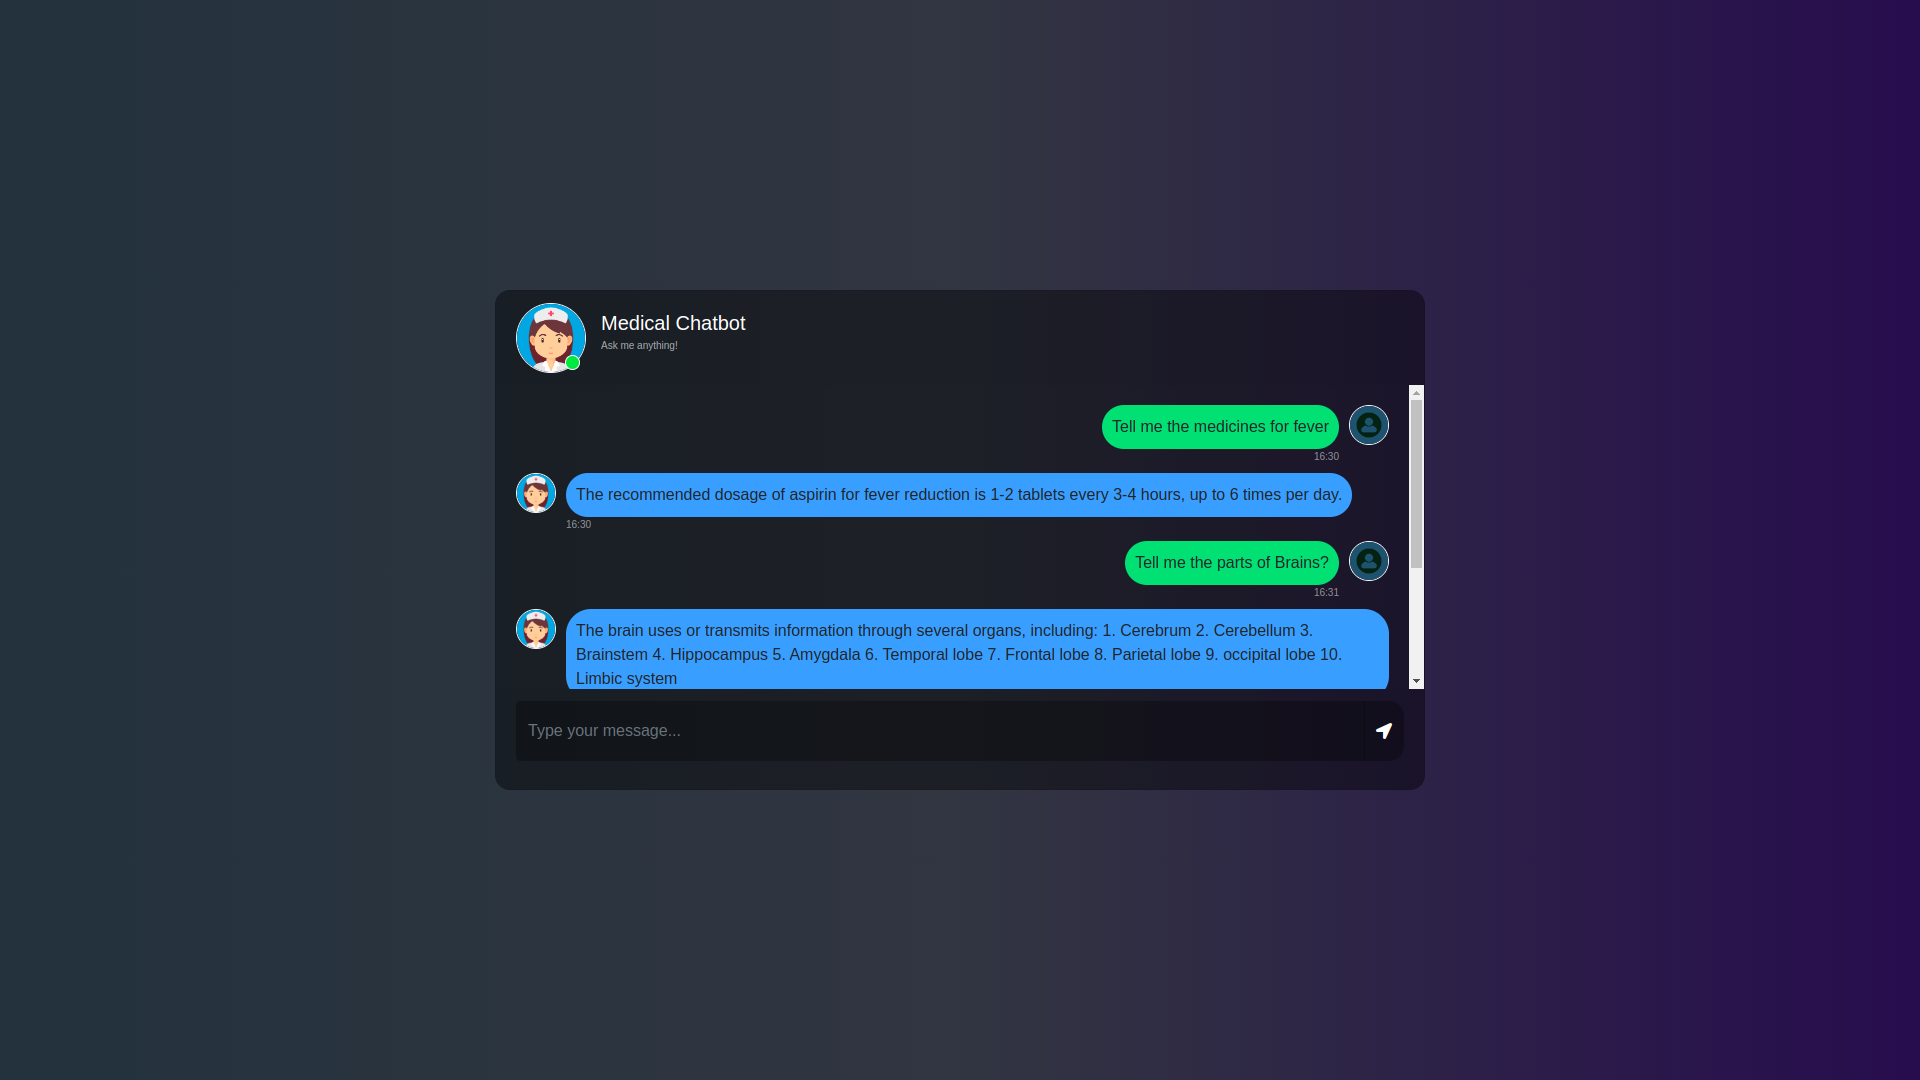 Medical Chatbot
Ask me anything!
Tell me the medicines for fever
16:30
The recommended dosage of aspirin for fever reduction is 1-2 tablets every 3-4 hours, up to 6 times per day.
16:30
Tell me the parts of Brains?
16:31
The brain uses or transmits information through several organs, including: 1. Cerebrum 2. Cerebellum 3.
Brainstem 4. Hippocampus 5. Amygdala 6. Temporal lobe 7. Frontal lobe 8. Parietal lobe 9. occipital lobe 10.
Limbic system
Type your message...